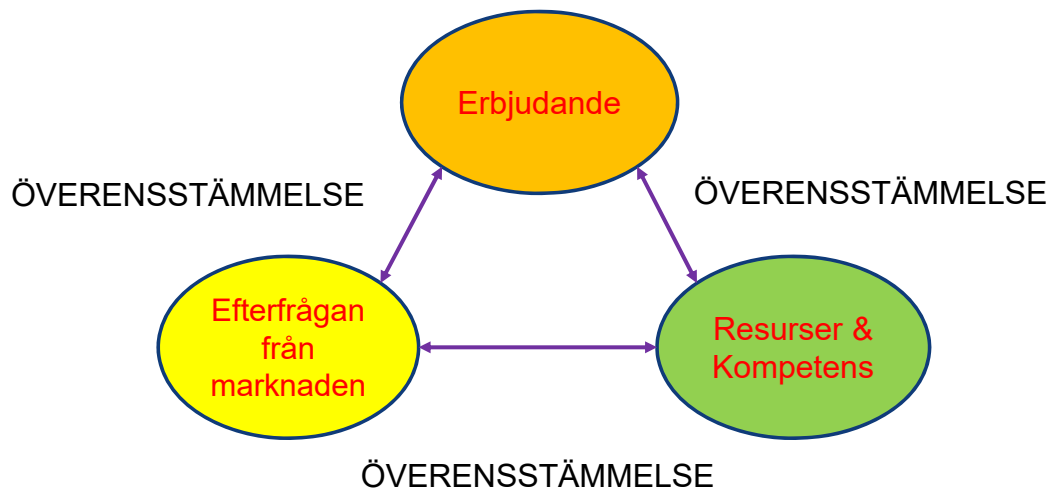 Erbjudande
ÖVERENSSTÄMMELSE
ÖVERENSSTÄMMELSE
Efterfrågan
från
marknaden
Resurser &
Kompetens
ÖVERENSSTÄMMELSE